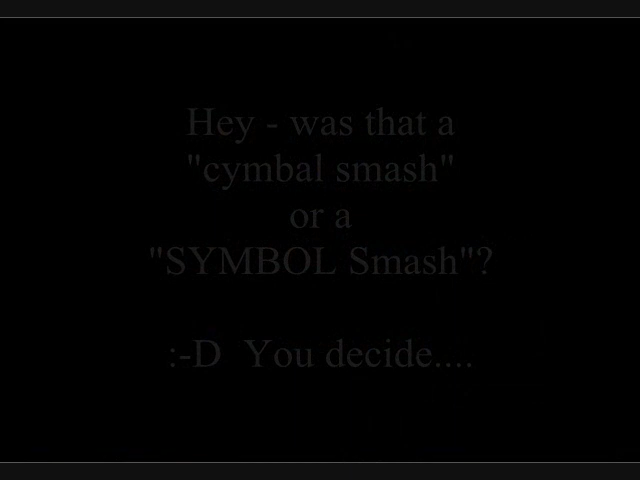 Hey - was that a
"cymbal smash"
or a
"SYMBOL Smash"?
:-D  You decide....